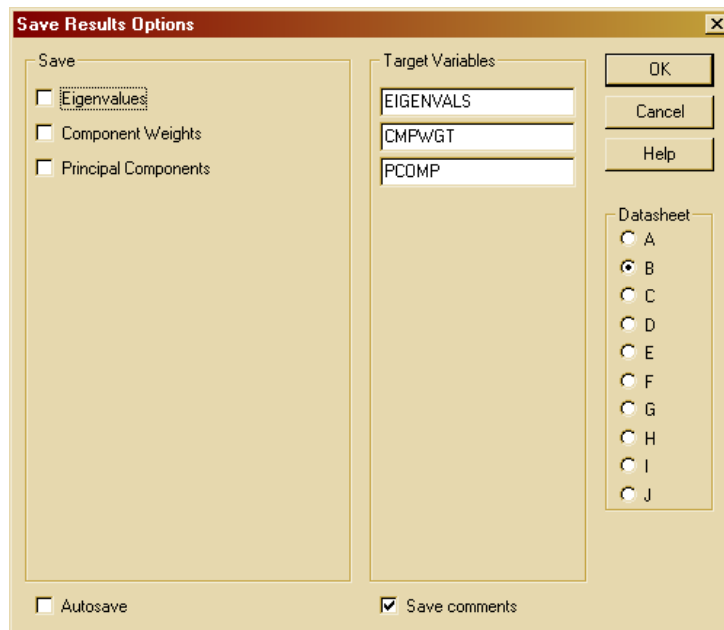 Save Results Options
Save
Eigenvalues
Component Weights
Principal Components
Target Variables
EIGENVALS
CMPWGT
PCOMP
OK
Cancel
Help
Datasheet
A
B
C
D
E
F
G
H
I
J
Autosave
Save comments